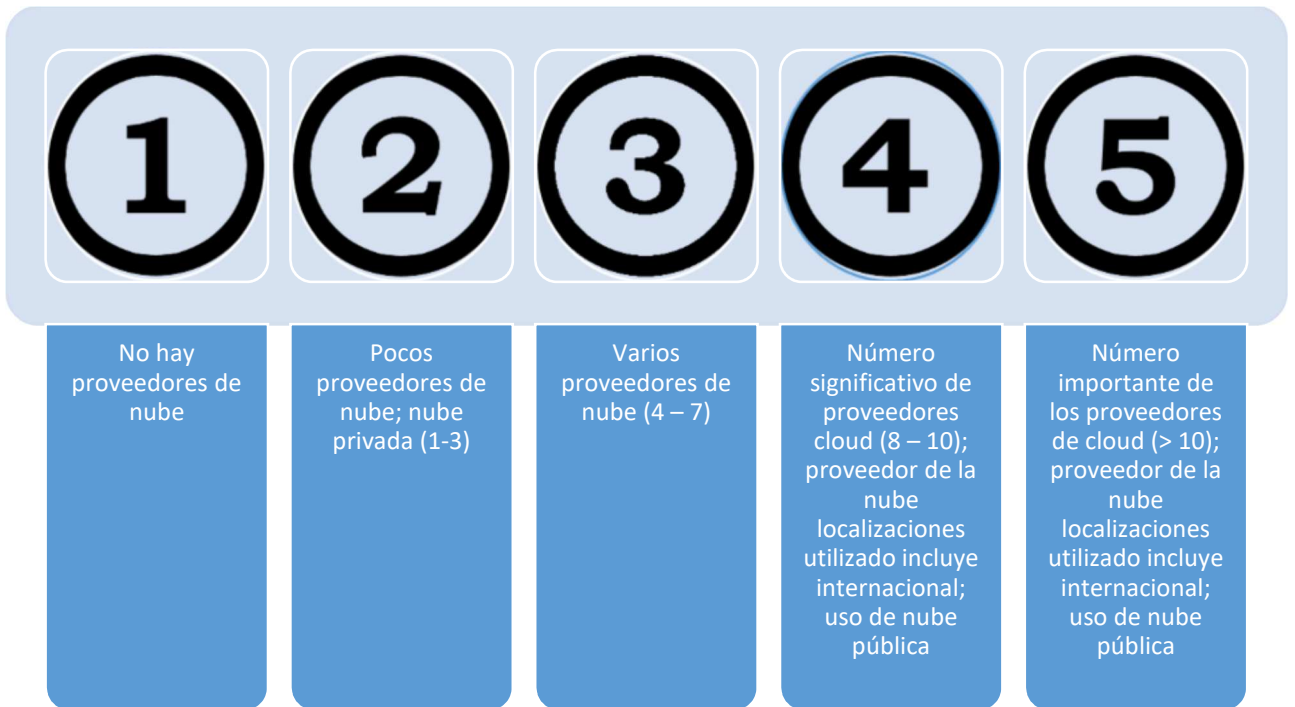 1
2
3
4
5
No hay
proveedores de
nube
Pocos
proveedores de
nube; nube
privada (1-3)
Varios
proveedores de
nube (4 – 7)
Número
significativo de
proveedores
cloud (8 – 10);
proveedor de la
nube
localizaciones
utilizado incluye
internacional;
uso de nube
pública
Número
importante de
los proveedores
de cloud (> 10);
proveedor de la
nube
localizaciones
utilizado incluye
internacional;
uso de nube
pública